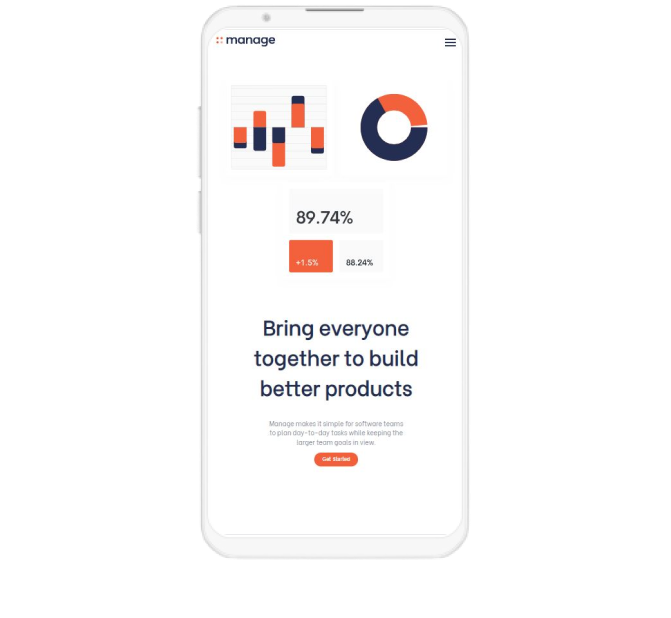 manage
89.74%
+1.5%
88.24%
Bring everyone
together to build
better products
Manage makes it simple for software teams
to plan day-to-day tasks while keeping the
larger team goals in view.
Get Started